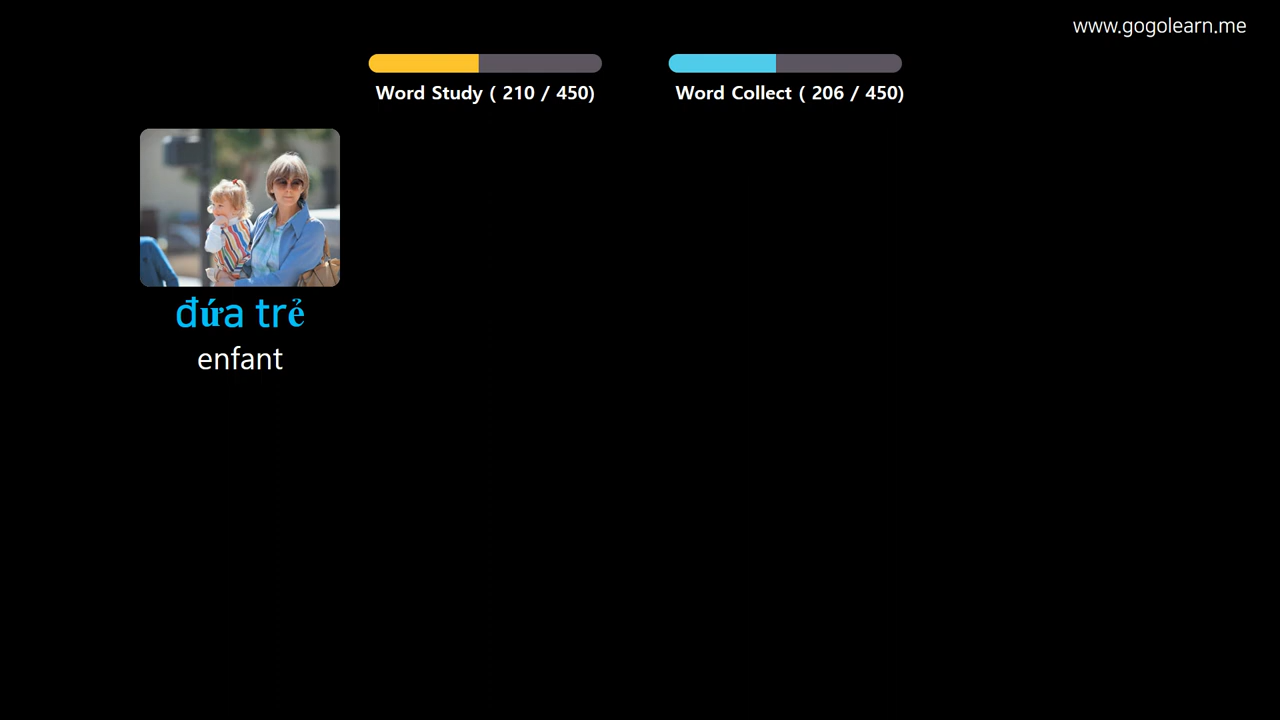 www.gogolearn.me
Word Study ( 210 / 450)
Word Collect ( 206 / 450)
đứa trẻ
enfant